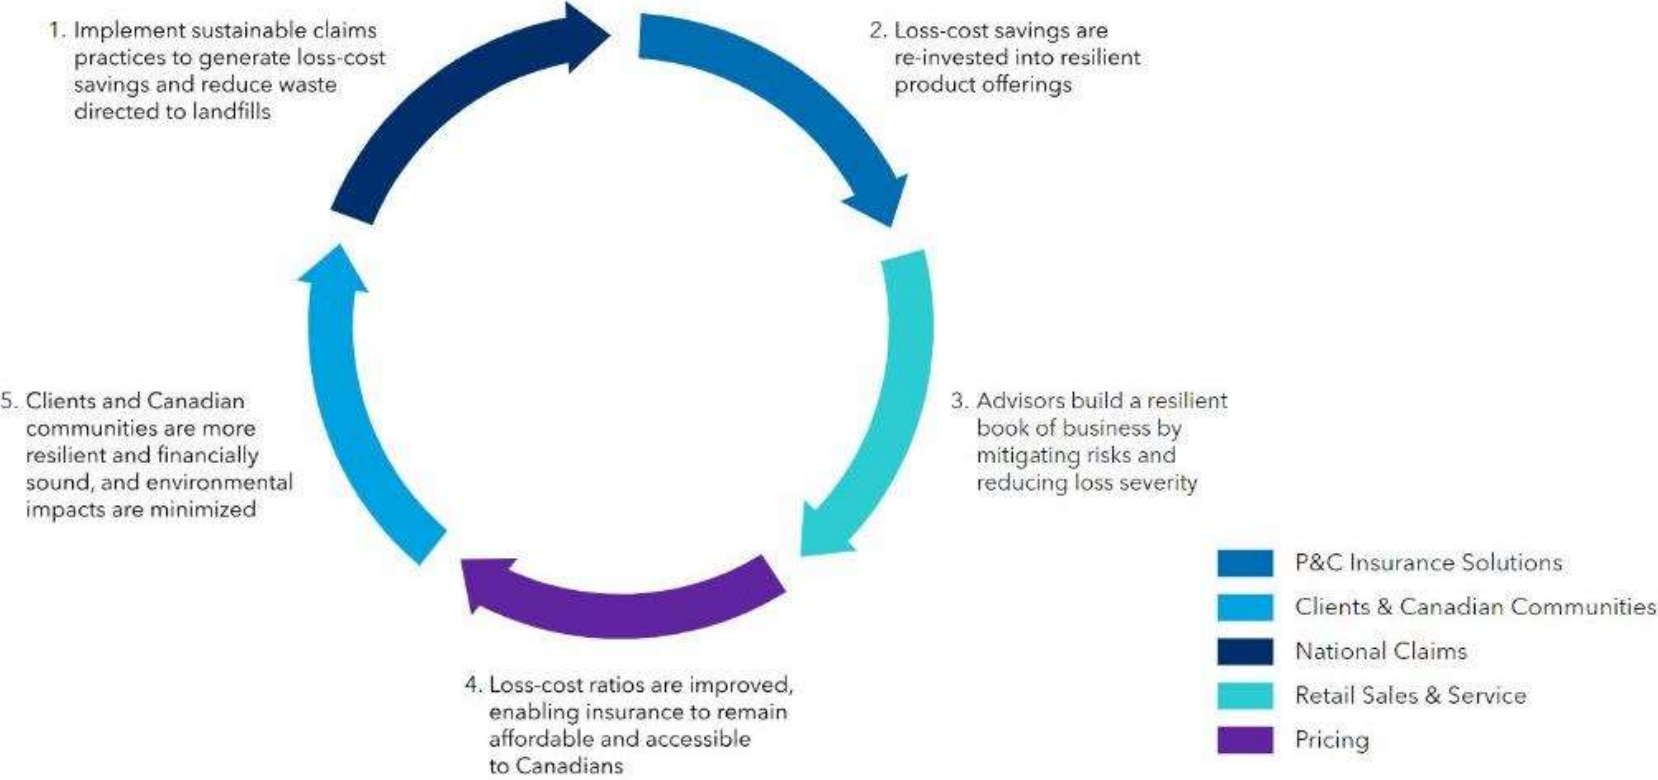 1. Implement sustainable claims
practices to generate loss-cost
savings and reduce waste
directed to landfills
2. Loss-cost savings are
re-invested into resilient
product offerings
3. Advisors build a resilient
book of business by
mitigating risks and
reducing loss severity
4. Loss-cost ratios are improved,
enabling insurance to remain
affordable and accessible
to Canadians
5. Clients and Canadian
communities are more
resilient and financially
sound, and environmental
impacts are minimized
P&C Insurance Solutions
Clients & Canadian Communities
National Claims
Retail Sales & Service
Pricing